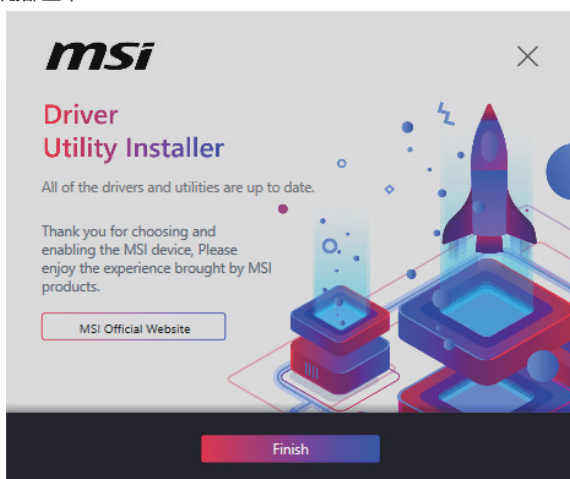 msi
Driver
Utility Installer
All of the drivers and utilities are up to date.
Thank you for choosing and
enabling the MSI device, Please
enjoy the experience brought by MSI
products.
MSI Official Website
Finish